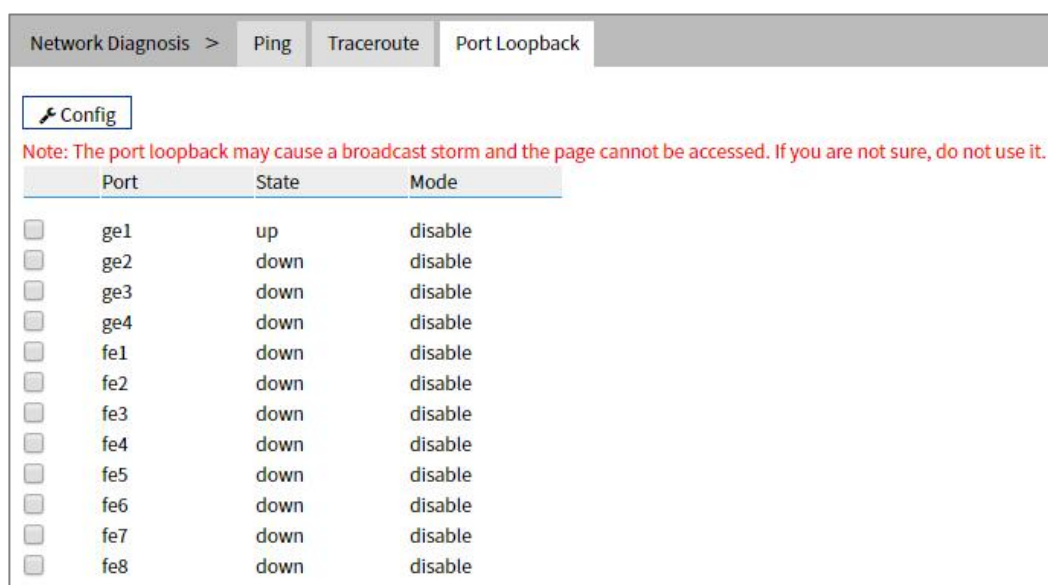 Network Diagnosis > Ping Traceroute Port Loopback
Config
Note: The port loopback may cause a broadcast storm and the page cannot be accessed. If you are not sure, do not use it.
Port State Mode
ge1 up disable
ge2 down disable
ge3 down disable
ge4 down disable
fe1 down disable
fe2 down disable
fe3 down disable
fe4 down disable
fe5 down disable
fe6 down disable
fe7 down disable
fe8 down disable